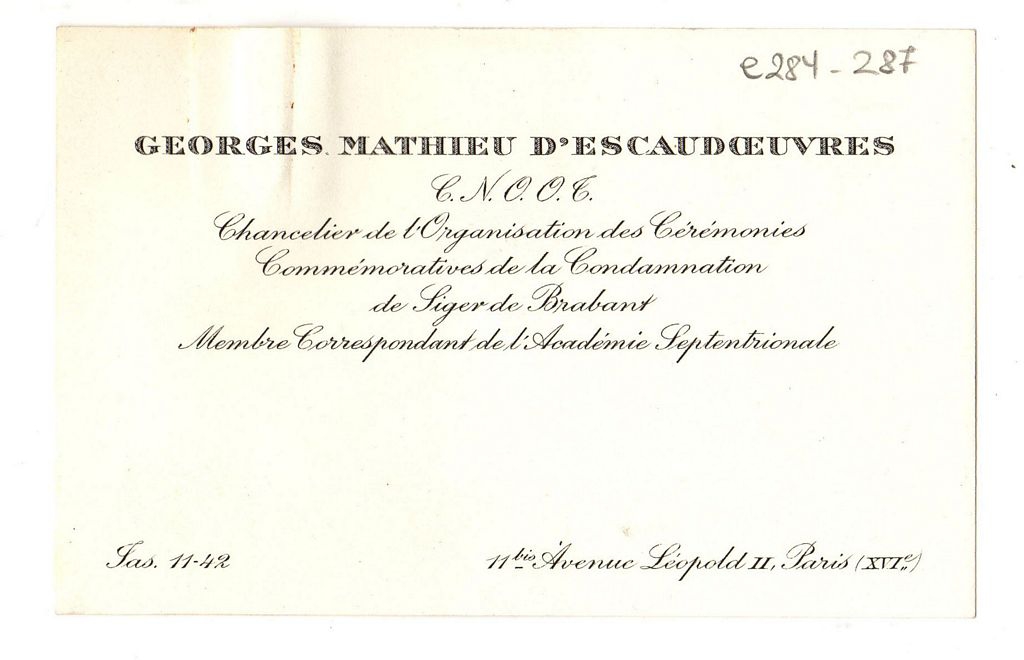 e284 - 287
GEORGES MATHIEU D'ESCAUDŒUVRES
C. N. O. O. T.
Chancelier de l'Organisation des Cérémonies
Commémoratives de la Condamnation
de Siger de Brabant
Membre Correspondant de l'Académie Septentrionale
Jas. 11-42
11bis Avenue Léopold II, Paris (XVIe)